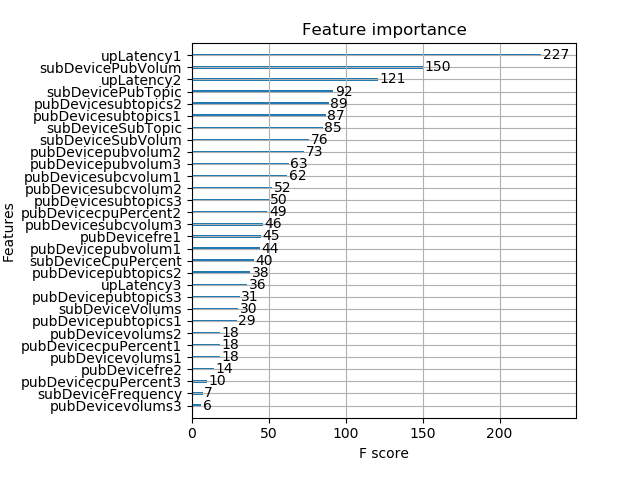 Feature importance
upLatency1 227
subDevicePubVolum 150
upLatency2 121
subDevicePubTopic 92
pubDevicesubtopics2 89
pubDevicesubtopics1 87
subDeviceSubTopic 85
subDeviceSubVolum 76
pubDevicepubvolum2 73
pubDevicepubvolum3 63
pubDevicesubcvolum1 62
pubDevicesubcvolum2 52
pubDevicesubtopics3 50
pubDevicecpuPercent2 49
pubDevicesubcvolum3 46
pubDevicefre1 45
pubDevicepubvolum1 44
subDeviceCpuPercent 40
pubDevicepubtopics2 38
upLatency3 36
pubDevicepubtopics3 31
subDeviceVolums 30
pubDevicepubtopics1 29
pubDevicevolums2 18
pubDevicecpuPercent1 18
pubDevicevolums1 18
pubDevicefre2 14
pubDevicecpuPercent3 10
subDeviceFrequency 7
pubDevicevolums3 6
Features
0 50 100 150 200
F score